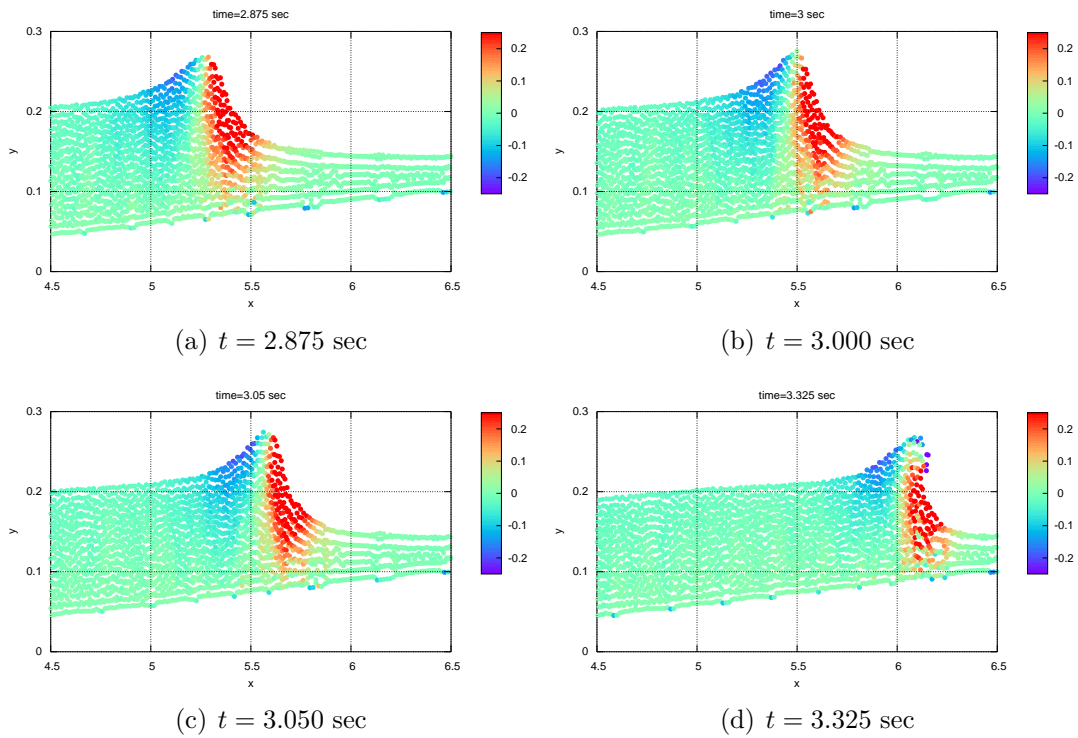 time=2.875 sec
time=3 sec
0.3
0.2
0.1
0
y
4.5 5 5.5 6 6.5
x
0.2
0.1
0
-0.1
-0.2
0.3
0.2
0.1
0
y
4.5 5 5.5 6 6.5
x
0.2
0.1
0
-0.1
-0.2
(a) t = 2.875 sec
(b) t = 3.000 sec
time=3.05 sec
time=3.325 sec
0.3
0.2
0.1
0
y
4.5 5 5.5 6 6.5
x
0.2
0.1
0
-0.1
-0.2
0.3
0.2
0.1
0
y
4.5 5 5.5 6 6.5
x
0.2
0.1
0
-0.1
-0.2
(c) t = 3.050 sec
(d) t = 3.325 sec